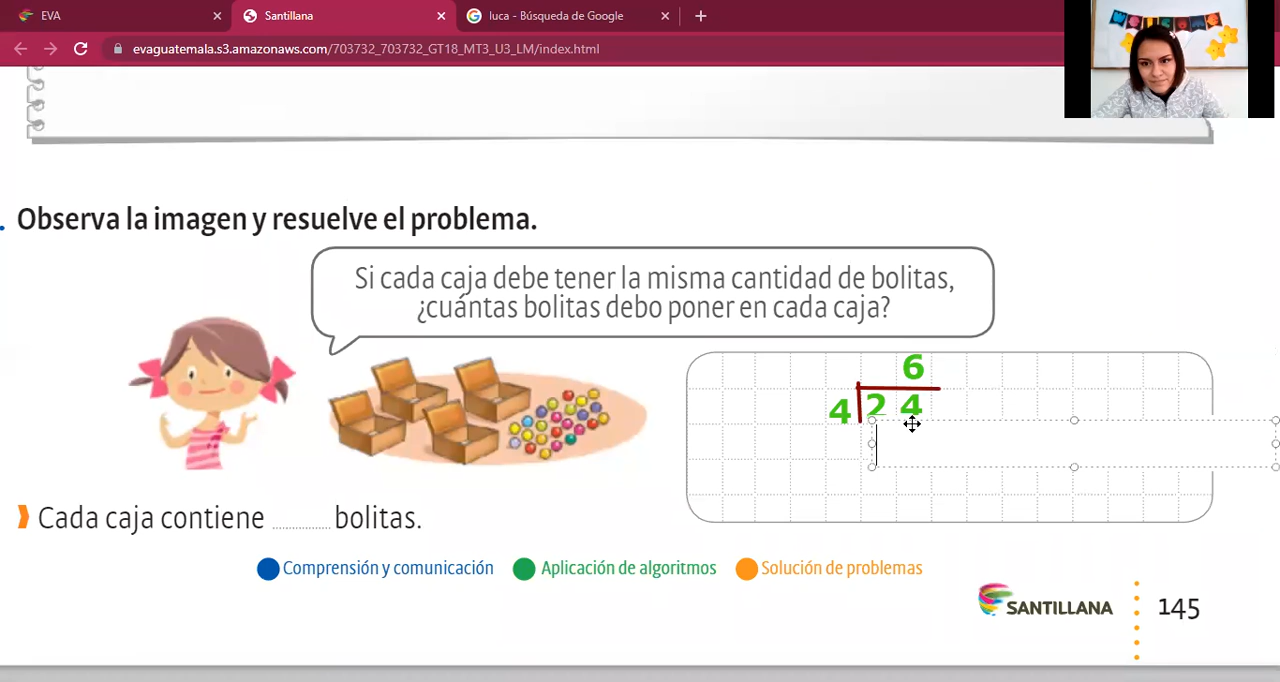 EVA
Santillana
luca - Búsqueda de Google
evaguatemala.s3.amazonaws.com/703732_703732_GT18_MT3_U3_LM/index.html
. Observa la imagen y resuelve el problema.
Si cada caja debe tener la misma cantidad de bolitas,
¿cuántas bolitas debo poner en cada caja?
6
4 2 4
Cada caja contiene ............ bolitas.
Comprensión y comunicación
Aplicación de algoritmos
Solución de problemas
SANTILLANA
145